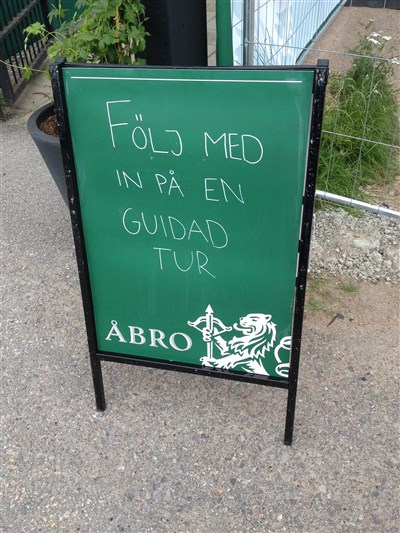 FÖLJ MED
IN PÅ EN
GUIDAD
TUR
ÅBRO